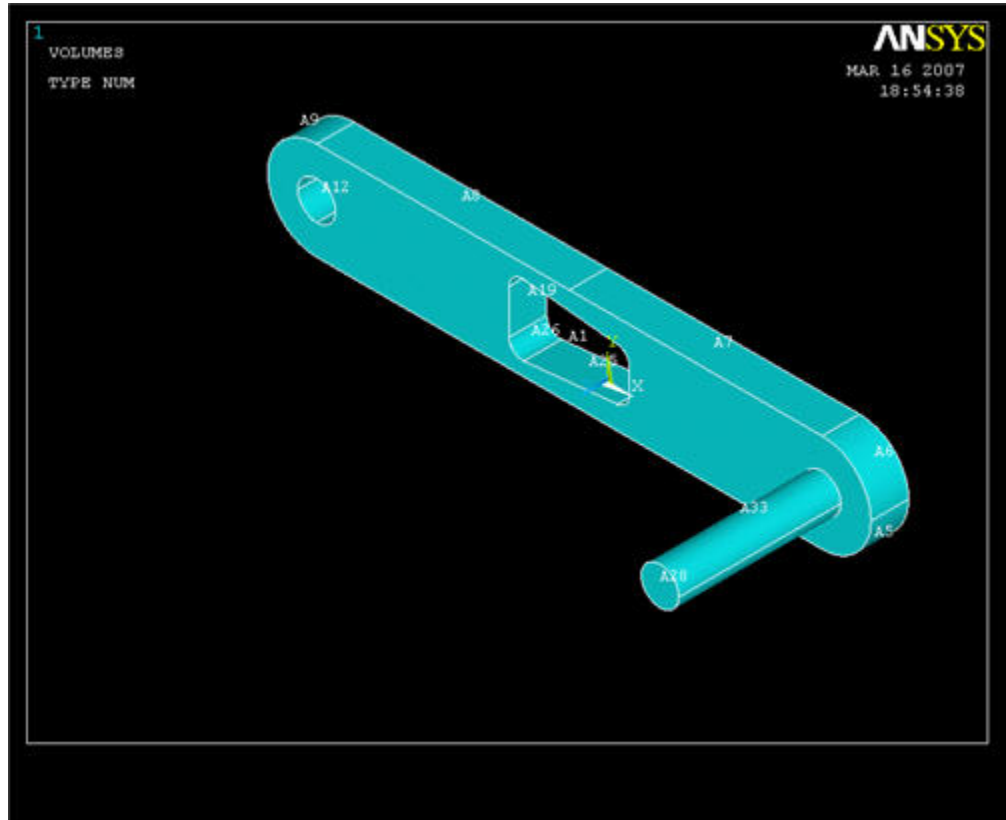 1
ANSYS
VOLUMES
TYPE NUM
MAR 16 2007
18:54:38
A9
A12
A8
A19
A26
A1
Y
A7
X
A6
A33
A5
A28